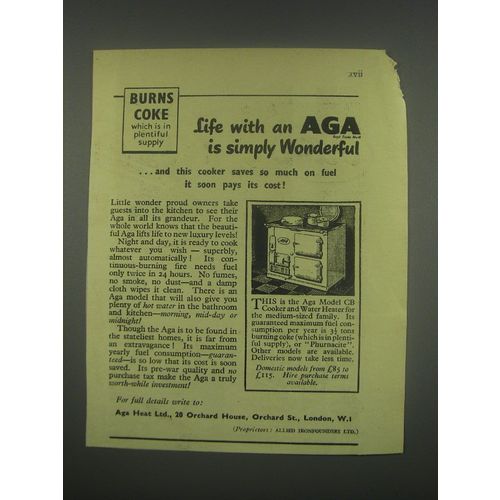 xvii
BURNS
COKE
which is in
plentiful
supply
Life with an AGA
Regd Trade Mark
is simply Wonderful
...and this cooker saves so much on fuel
it soon pays its cost!
Little wonder proud owners take
guests into the kitchen to see their
Aga in all its grandeur. For the
whole world knows that the beauti-
ful Aga lifts life to new luxury levels!
Night and day, it is ready to cook
whatever you wish — superbly,
almost automatically! Its con-
tinuous-burning fire needs fuel
only twice in 24 hours. No fumes,
no smoke, no dust—and a damp
cloth wipes it clean. There is an
Aga model that will also give you
plenty of hot water in the bathroom
and kitchen—morning, mid-day or
midnight!
Though the Aga is to be found in
the stateliest homes, it is far from
an extravagance! Its maximum
yearly fuel consumption—guaran-
teed—is so low that its cost is soon
saved. Its pre-war quality and no
purchase tax make the Aga a truly
worth-while investment!
THIS is the Aga Model CB
Cooker and Water Heater for
the medium-sized family. Its
guaranteed maximum fuel con-
sumption per year is 3½ tons
burning coke (which is in plenti-
ful supply), or "Phurnacite".
Other models are available.
Deliveries now take less time.
Domestic models from £85 to
£115. Hire purchase terms
available.
For full details write to:
Aga Heat Ltd., 20 Orchard House, Orchard St., London, W.1
(Proprietors: ALLIED IRONFOUNDERS LTD.)